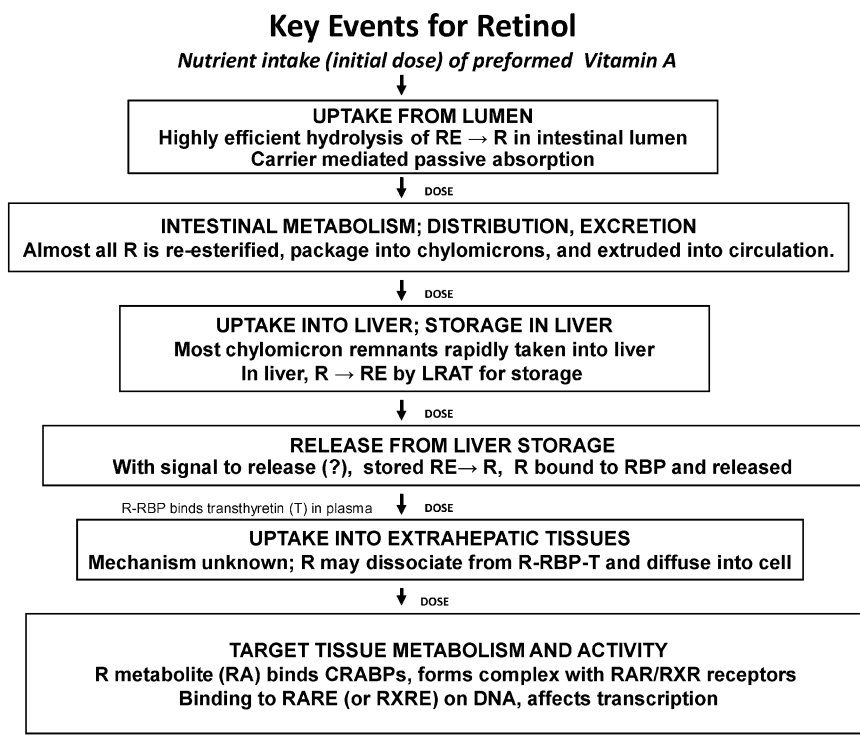 Key Events for Retinol
Nutrient intake (initial dose) of preformed Vitamin A
UPTAKE FROM LUMEN
Highly efficient hydrolysis of RE → R in intestinal lumen
Carrier mediated passive absorption
DOSE
INTESTINAL METABOLISM; DISTRIBUTION, EXCRETION
Almost all R is re-esterified, package into chylomicrons, and extruded into circulation.
DOSE
UPTAKE INTO LIVER; STORAGE IN LIVER
Most chylomicron remnants rapidly taken into liver
In liver, R → RE by LRAT for storage
DOSE
RELEASE FROM LIVER STORAGE
With signal to release (?), stored RE→ R, R bound to RBP and released
R-RBP binds transthyretin (T) in plasma DOSE
UPTAKE INTO EXTRAHEPATIC TISSUES
Mechanism unknown; R may dissociate from R-RBP-T and diffuse into cell
DOSE
TARGET TISSUE METABOLISM AND ACTIVITY
R metabolite (RA) binds CRABPs, forms complex with RAR/RXR receptors
Binding to RARE (or RXRE) on DNA, affects transcription